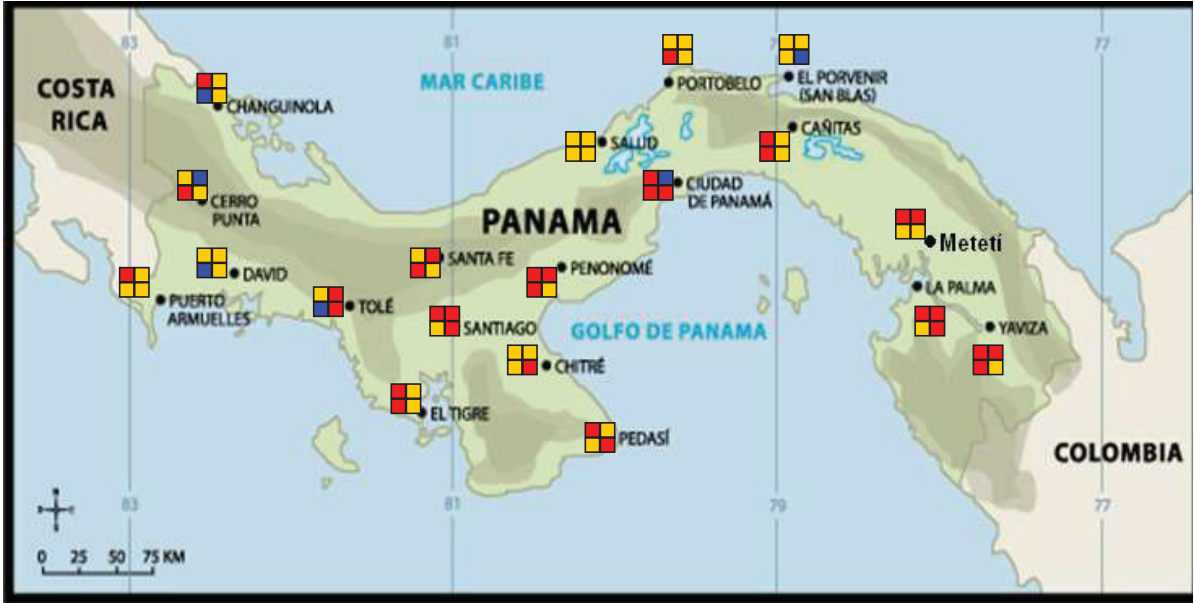 83
81
77
COSTA
RICA
MAR CARIBE
PORTOBELO
EL PORVENIR
(SAN BLAS)
CHANGUINOLA
CAÑITAS
SALUD
CIUDAD
DE PANAMÁ
CERRO
PUNTA
PANAMA
Metetí
SANTA FE
PENONOMÉ
DAVID
LA PALMA
PUERTO
ARMUELLES
TOLÉ
SANTIAGO
GOLFO DE PANAMA
YAVIZA
CHITRÉ
EL TIGRE
PEDASÍ
COLOMBIA
83
81
79
77
0 25 50 75 KM